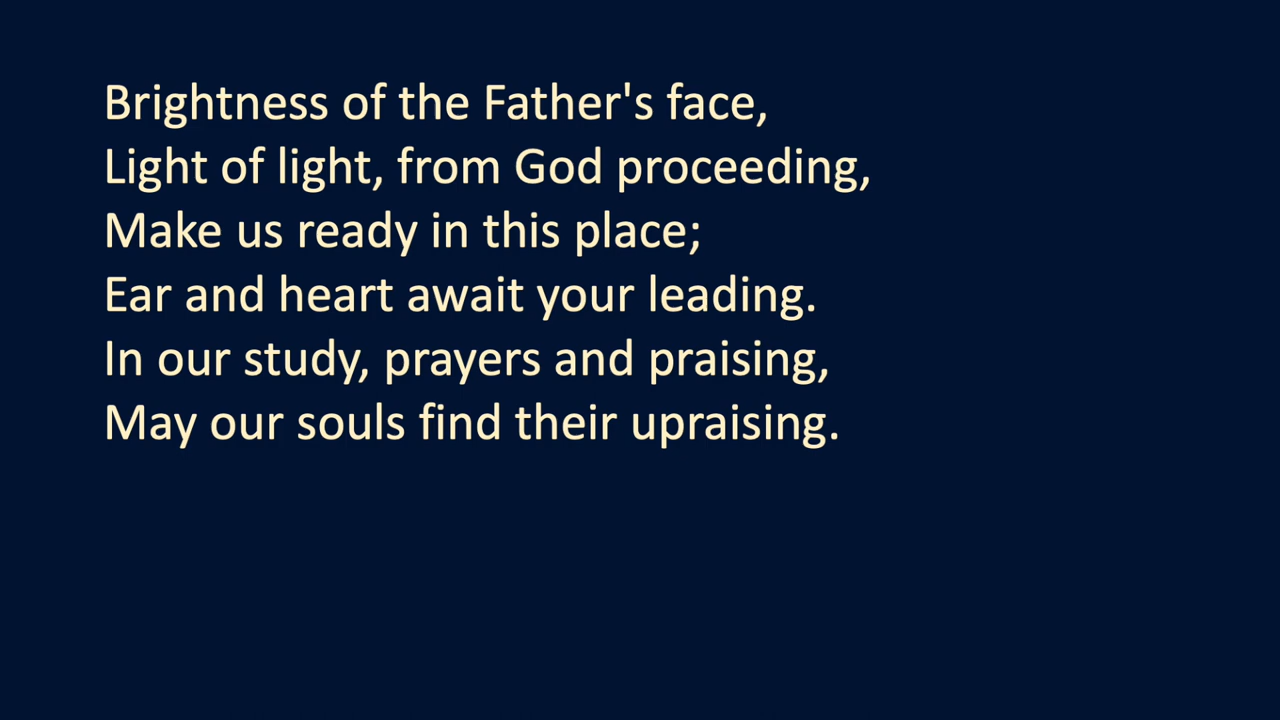 Brightness of the Father's face,
Light of light, from God proceeding,
Make us ready in this place;
Ear and heart await your leading.
In our study, prayers and praising,
May our souls find their upraising.